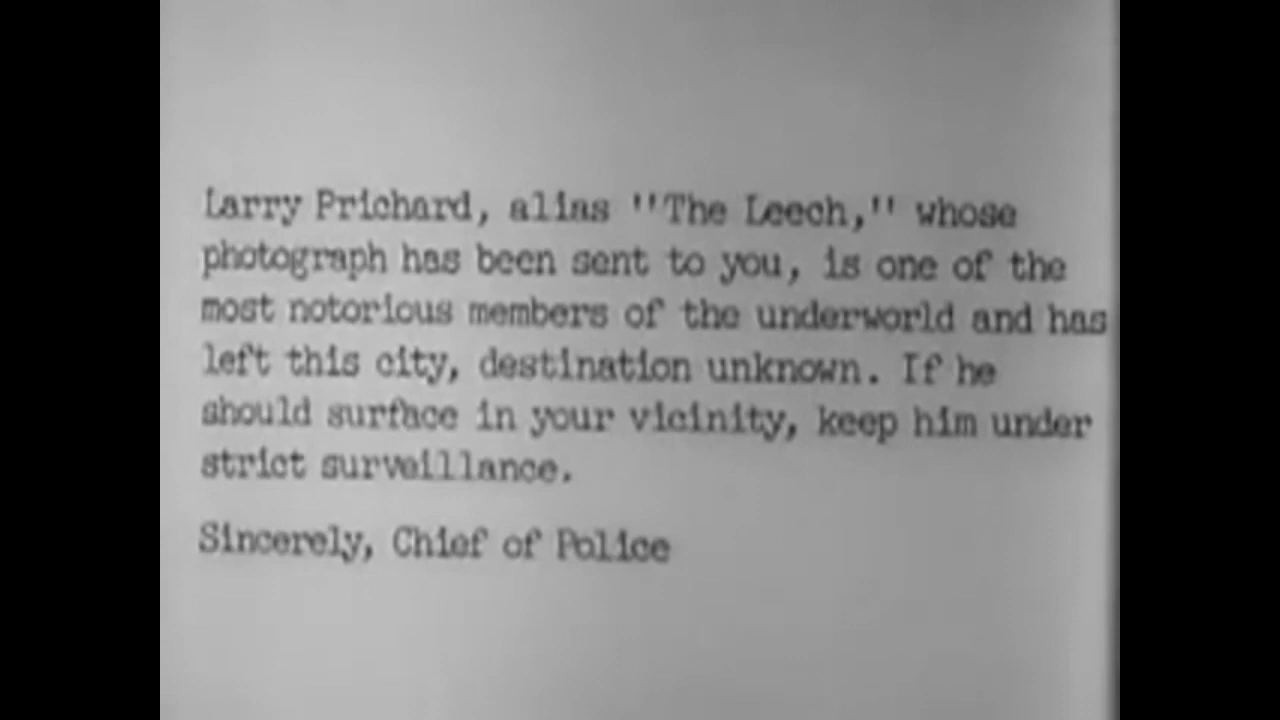 Larry Prichard, alias "The Leech," whose
photograph has been sent to you, is one of the
most notorious members of the underworld and has
left this city, destination unknown. If he
should surface in your vicinity, keep him under
strict surveillance.
Sincerely, Chief of Police